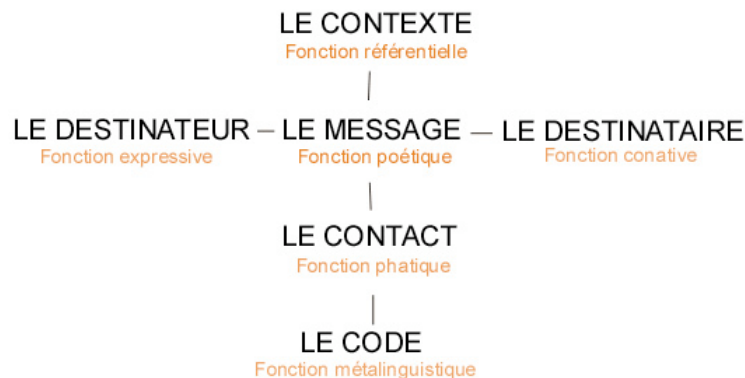 LE CONTEXTE
Fonction référentielle
LE DESTINATEUR – LE MESSAGE – LE DESTINATAIRE
Fonction expressive Fonction poétique Fonction conative
LE CONTACT
Fonction phatique
LE CODE
Fonction métalinguistique